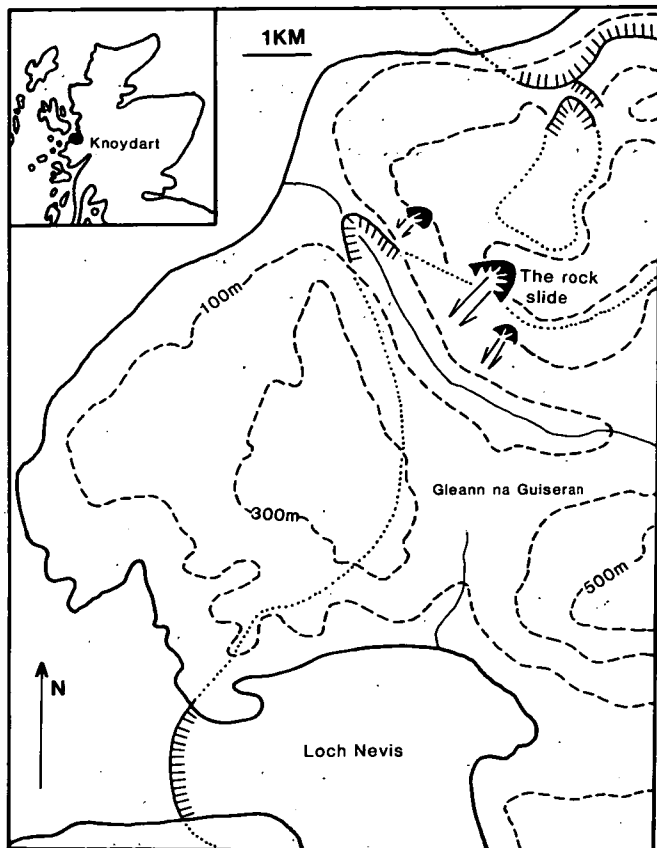 1KM
Knoydart
The rock
slide
100m
Gleann na Guiseran
300m
500m
N
Loch Nevis